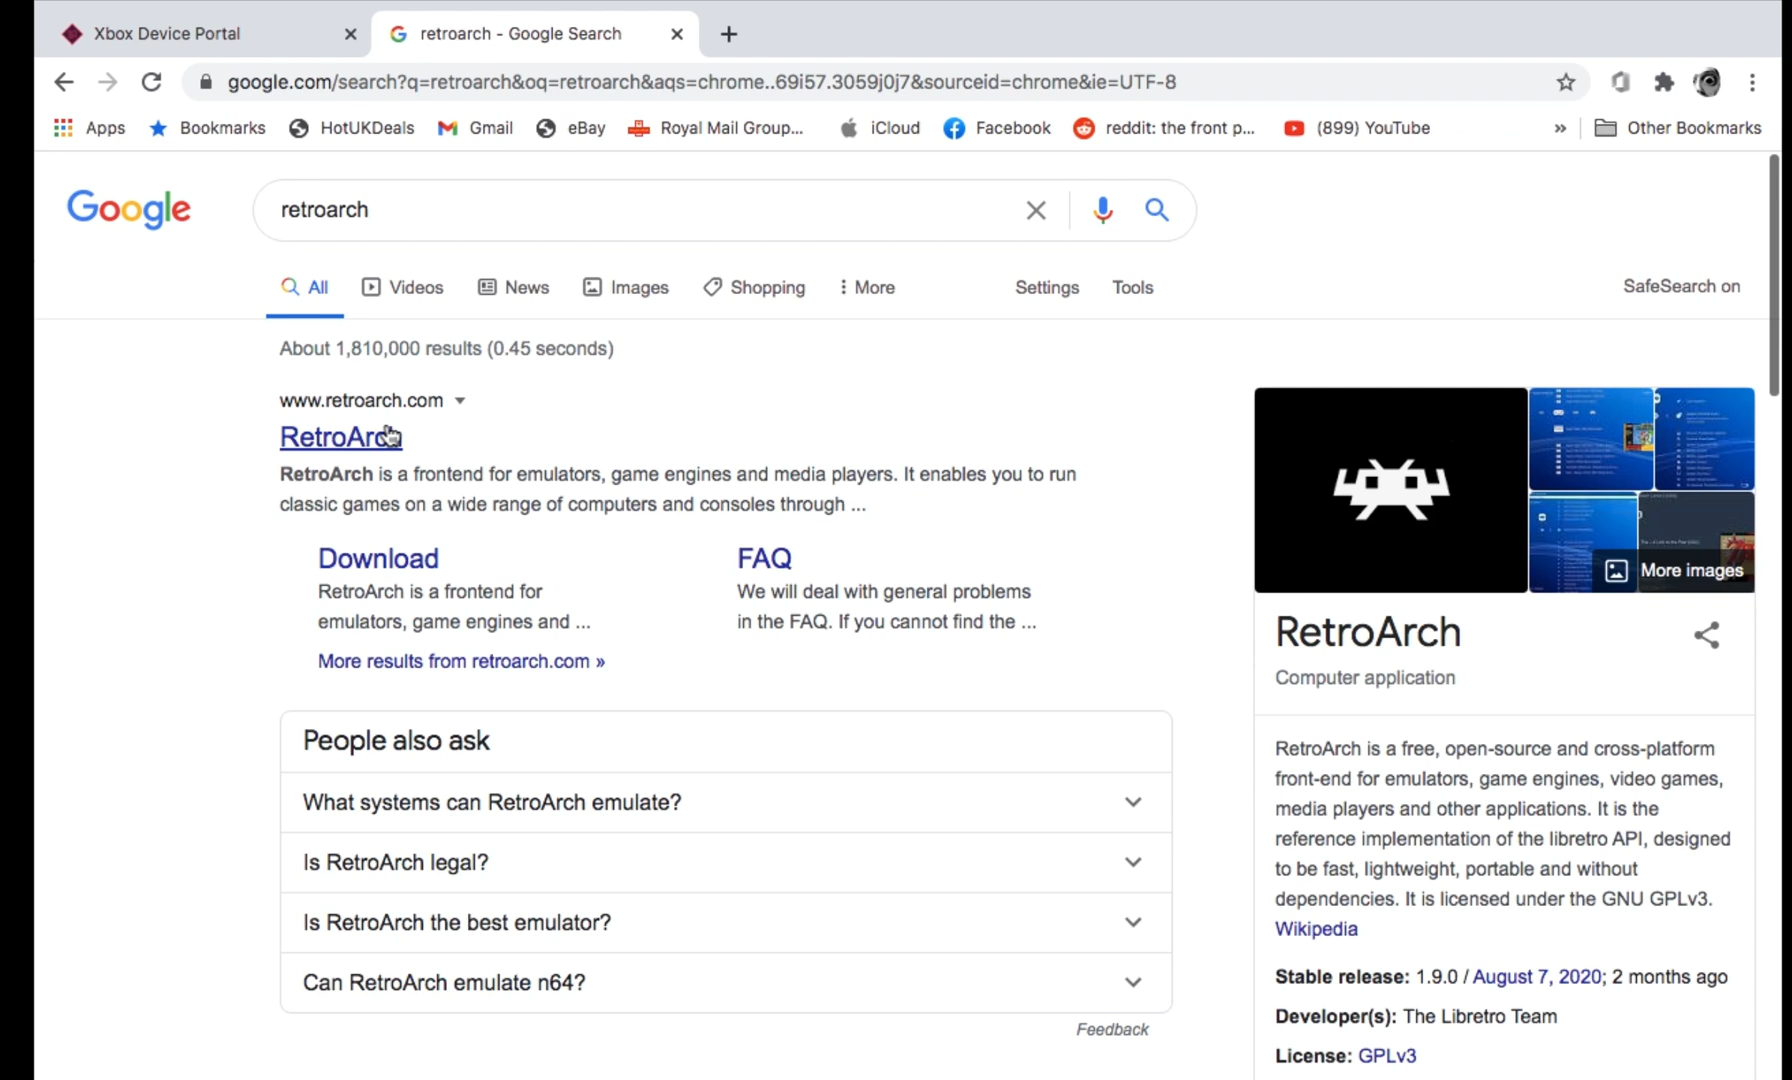 Xbox Device Portal
retroarch - Google Search
google.com/search?q=retroarch&oq=retroarch&aqs=chrome..69i57.3059j0j7&sourceid=chrome&ie=UTF-8
Apps Bookmarks HotUKDeals Gmail eBay Royal Mail Group... iCloud Facebook reddit: the front p... (899) YouTube » Other Bookmarks
Google
retroarch
All Videos News Images Shopping More Settings Tools SafeSearch on
About 1,810,000 results (0.45 seconds)
www.retroarch.com
RetroArch
RetroArch is a frontend for emulators, game engines and media players. It enables you to run
classic games on a wide range of computers and consoles through ...
Download
RetroArch is a frontend for
emulators, game engines and ...
FAQ
We will deal with general problems
in the FAQ. If you cannot find the ...
More results from retroarch.com »
People also ask
What systems can RetroArch emulate?
Is RetroArch legal?
Is RetroArch the best emulator?
Can RetroArch emulate n64?
Feedback
More images
RetroArch
Computer application
RetroArch is a free, open-source and cross-platform
front-end for emulators, game engines, video games,
media players and other applications. It is the
reference implementation of the libretro API, designed
to be fast, lightweight, portable and without
dependencies. It is licensed under the GNU GPLv3.
Wikipedia
Stable release: 1.9.0 / August 7, 2020; 2 months ago
Developer(s): The Libretro Team
License: GPLv3